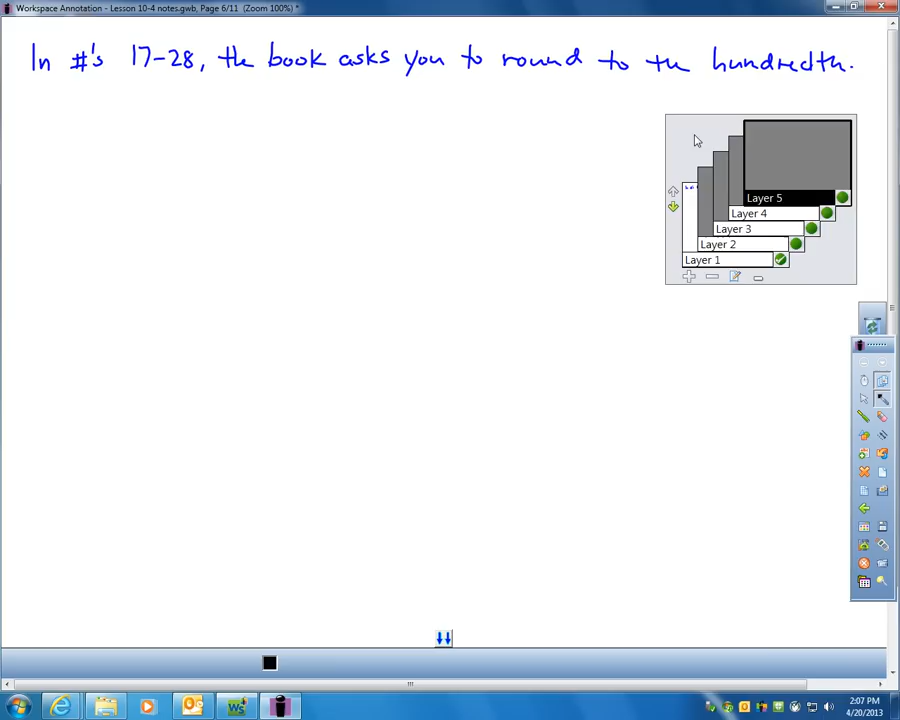 Workspace Annotation - Lesson 10-4 notes.gwb, Page 6/11 (Zoom 100%) *
In #'s 17-28, the book asks you to round to the hundredth.
Layer 5
Layer 4
Layer 3
Layer 2
Layer 1
2:07 PM
4/20/2013